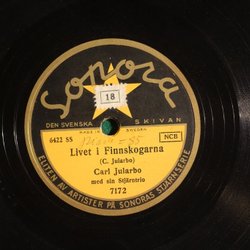 Sonora
18
DEN SVENSKA SKIVAN
MADE IN SWEDEN
6422 SS
NCB
Livet i Finnskogarna
(C. Jularbo)
Carl Jularbo
med sin Stjärntrio
7172
ELITEN AV ARTISTER PÅ SONORAS STJÄRNSERIE